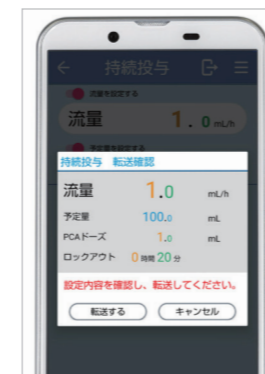 持続投与
流量を設定する
流量 1.0 mL/h
予定量を設定する
持続投与 転送確認
流量 1.0 mL/h
予定量 100.0 mL
PCAドーズ 1.0 mL
ロックアウト 0 時間 20 分
設定内容を確認し、転送してください。
転送する キャンセル